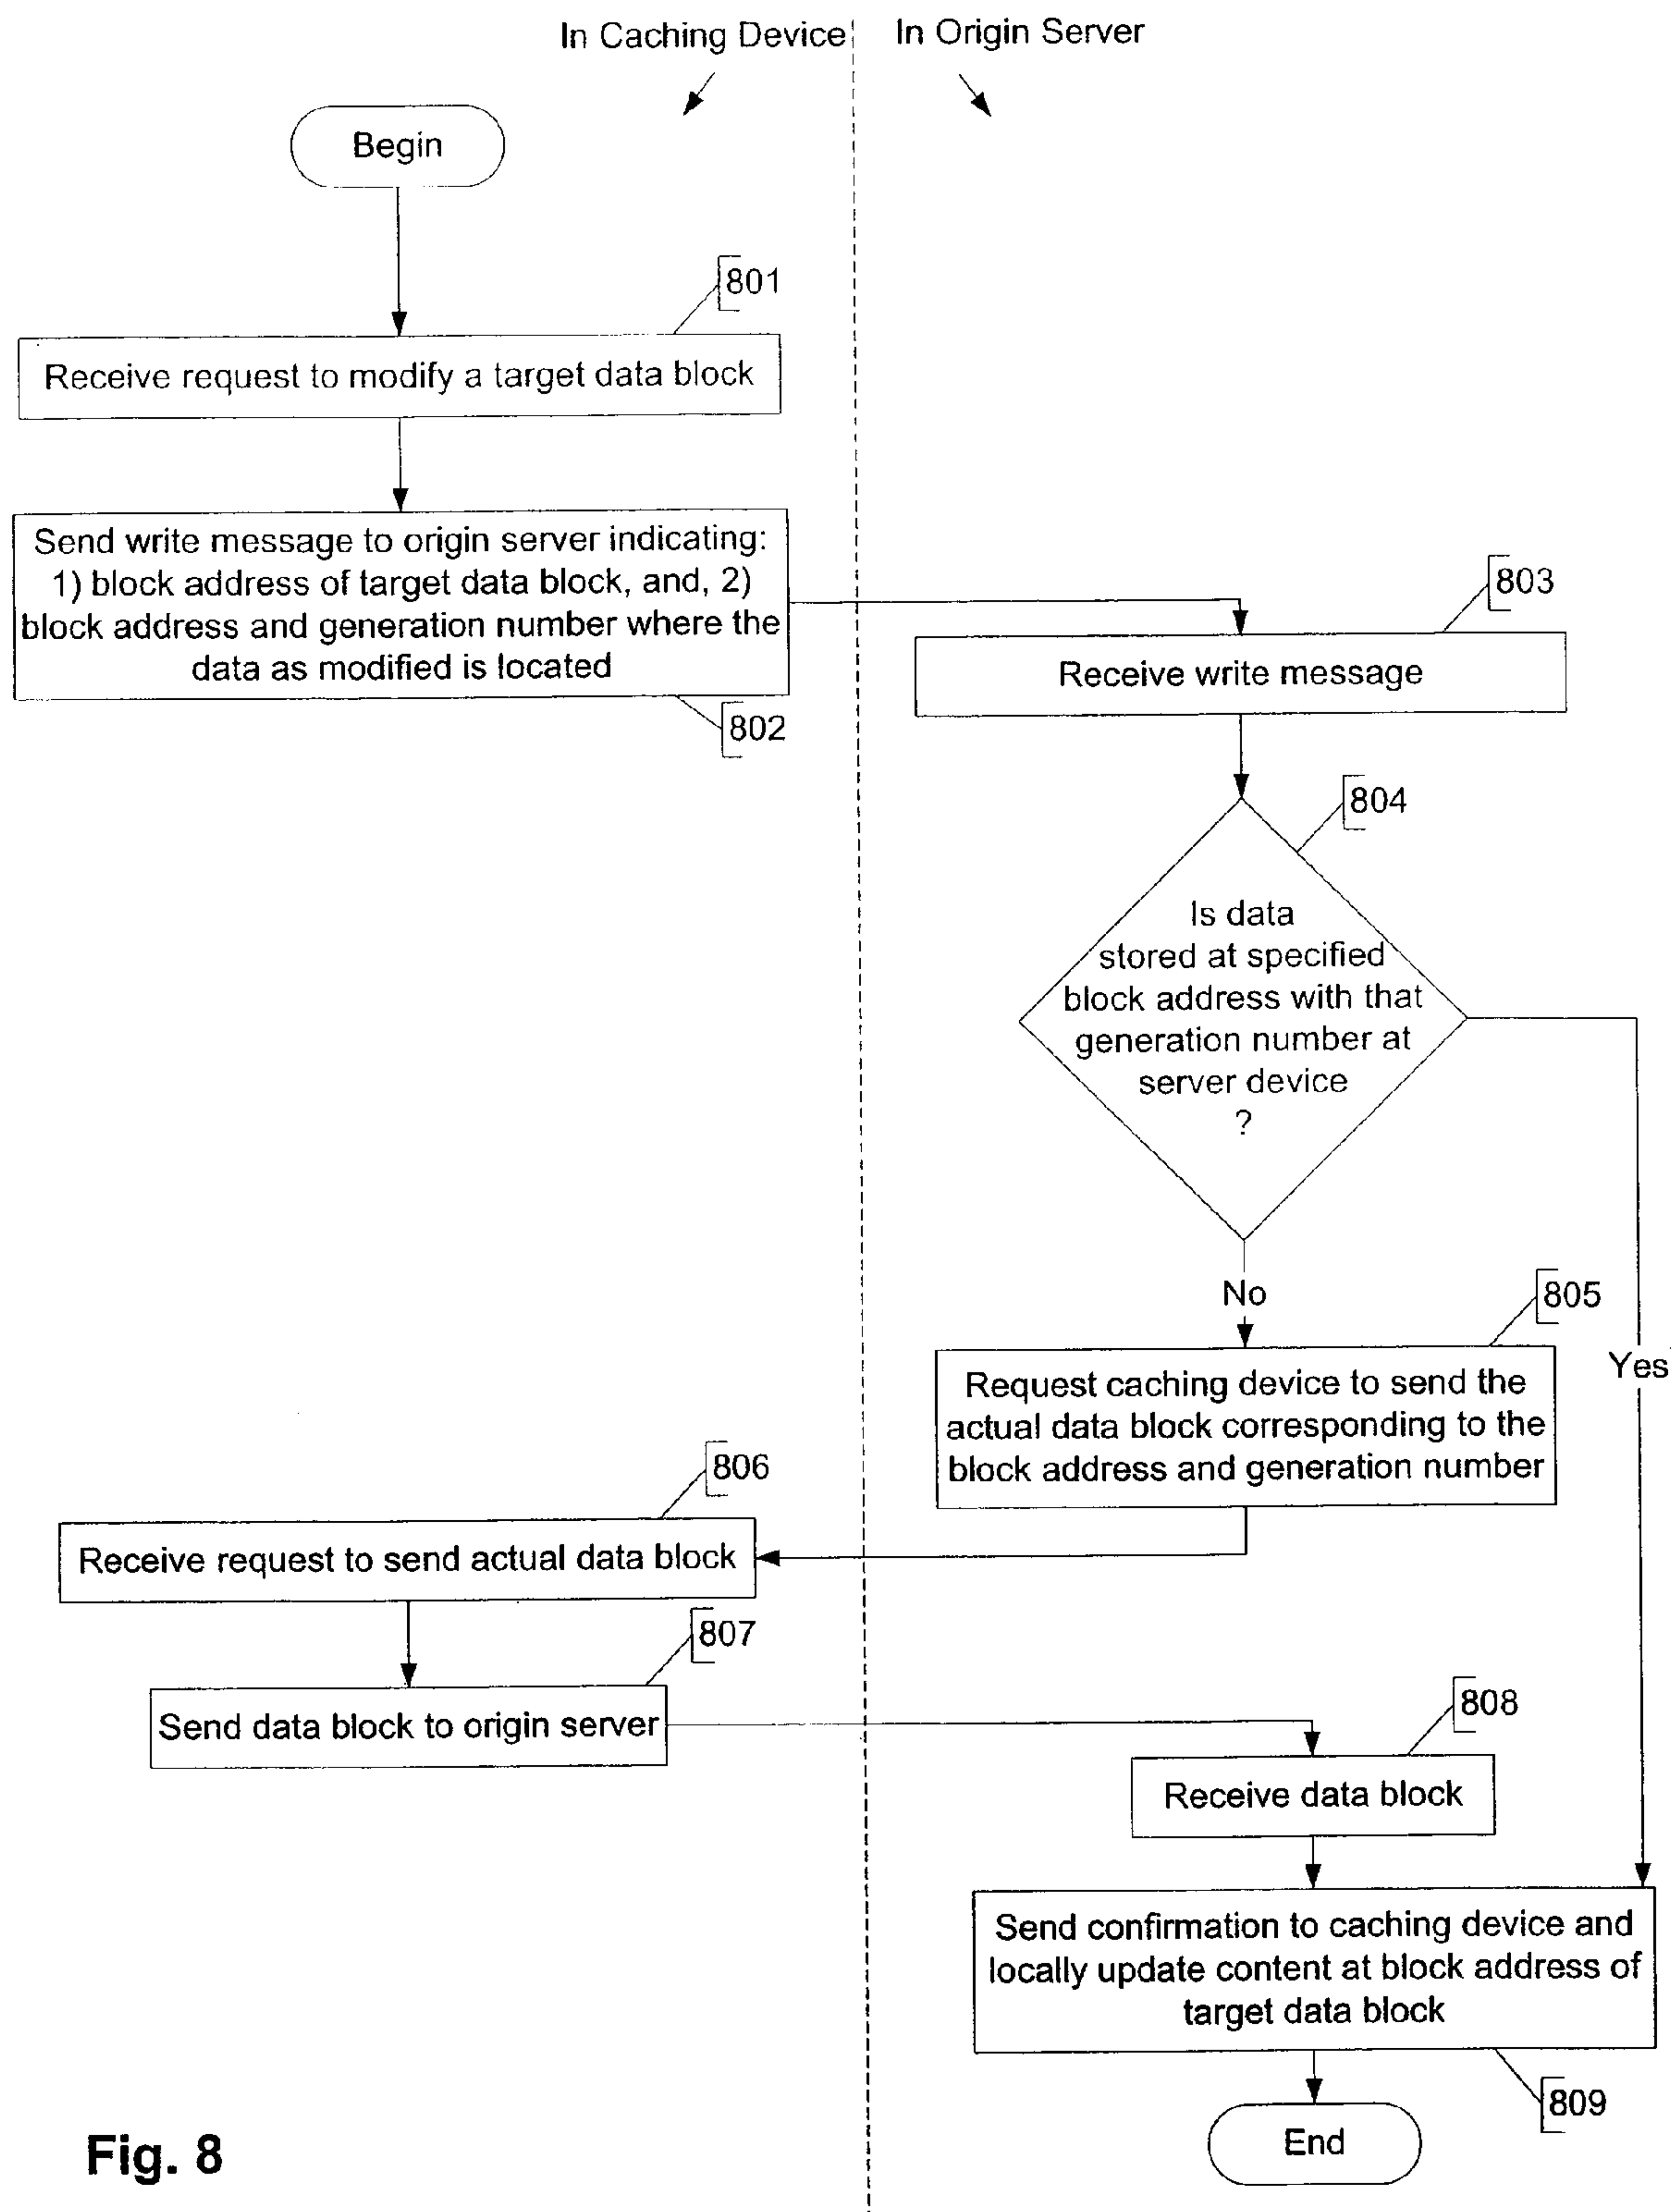 In Caching Device
In Origin Server
Begin
801
Receive request to modify a target data block
Send write message to origin server indicating:
1) block address of target data block, and, 2)
block address and generation number where the
data as modified is located
802
803
Receive write message
804
Is data
stored at specified
block address with that
generation number at
server device
?
No
Yes
805
Request caching device to send the
actual data block corresponding to the
block address and generation number
806
Receive request to send actual data block
807
Send data block to origin server
808
Receive data block
Send confirmation to caching device and
locally update content at block address of
target data block
809
End
Fig. 8